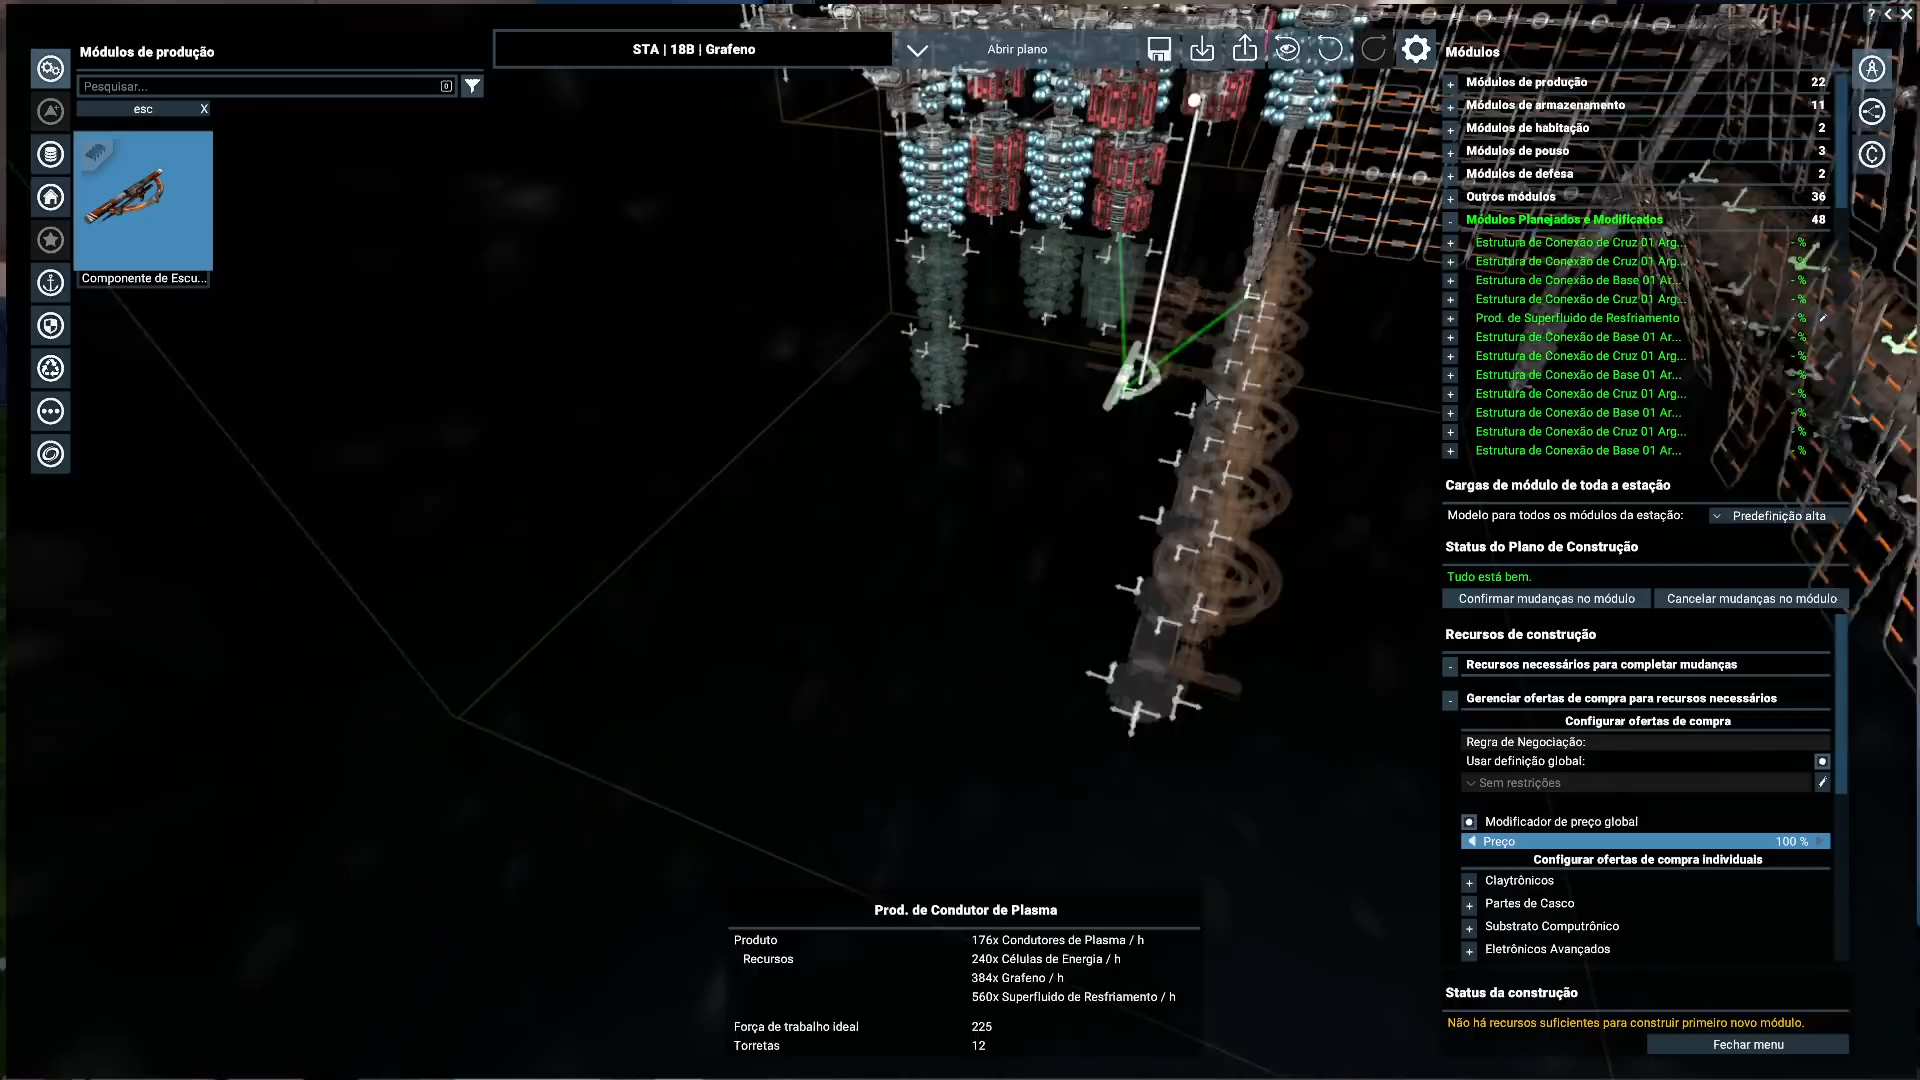 Módulos de produção
Pesquisar...
esc X
Componente de Escu...
STA | 18B | Grafeno
Abrir plano
? < X
Módulos
+ Módulos de produção 22
+ Módulos de armazenamento 11
+ Módulos de habitação 2
+ Módulos de pouso 3
+ Módulos de defesa 2
+ Outros módulos 36
- Módulos Planejados e Modificados 48
+ Estrutura de Conexão de Cruz 01 Arg... - %
+ Estrutura de Conexão de Cruz 01 Arg... - %
+ Estrutura de Conexão de Base 01 Ar... - %
+ Estrutura de Conexão de Cruz 01 Arg... - %
+ Prod. de Superfluido de Resfriamento - %
+ Estrutura de Conexão de Base 01 Ar... - %
+ Estrutura de Conexão de Cruz 01 Arg... - %
+ Estrutura de Conexão de Base 01 Ar... - %
+ Estrutura de Conexão de Cruz 01 Arg... - %
+ Estrutura de Conexão de Base 01 Ar... - %
+ Estrutura de Conexão de Cruz 01 Arg... - %
+ Estrutura de Conexão de Base 01 Ar... - %
Cargas de módulo de toda a estação
Modelo para todos os módulos da estação: Predefinição alta
Status do Plano de Construção
Tudo está bem.
Confirmar mudanças no módulo Cancelar mudanças no módulo
Recursos de construção
- Recursos necessários para completar mudanças
- Gerenciar ofertas de compra para recursos necessários
Configurar ofertas de compra
Regra de Negociação:
Usar definição global:
Sem restrições
Modificador de preço global
Preço 100 %
Configurar ofertas de compra individuais
+ Claytrônicos
+ Partes de Casco
+ Substrato Computrônico
+ Eletrônicos Avançados
Status da construção
Não há recursos suficientes para construir primeiro novo módulo.
Fechar menu
Prod. de Condutor de Plasma
Produto 176x Condutores de Plasma / h
Recursos 240x Células de Energia / h
384x Grafeno / h
560x Superfluido de Resfriamento / h
Força de trabalho ideal 225
Torretas 12